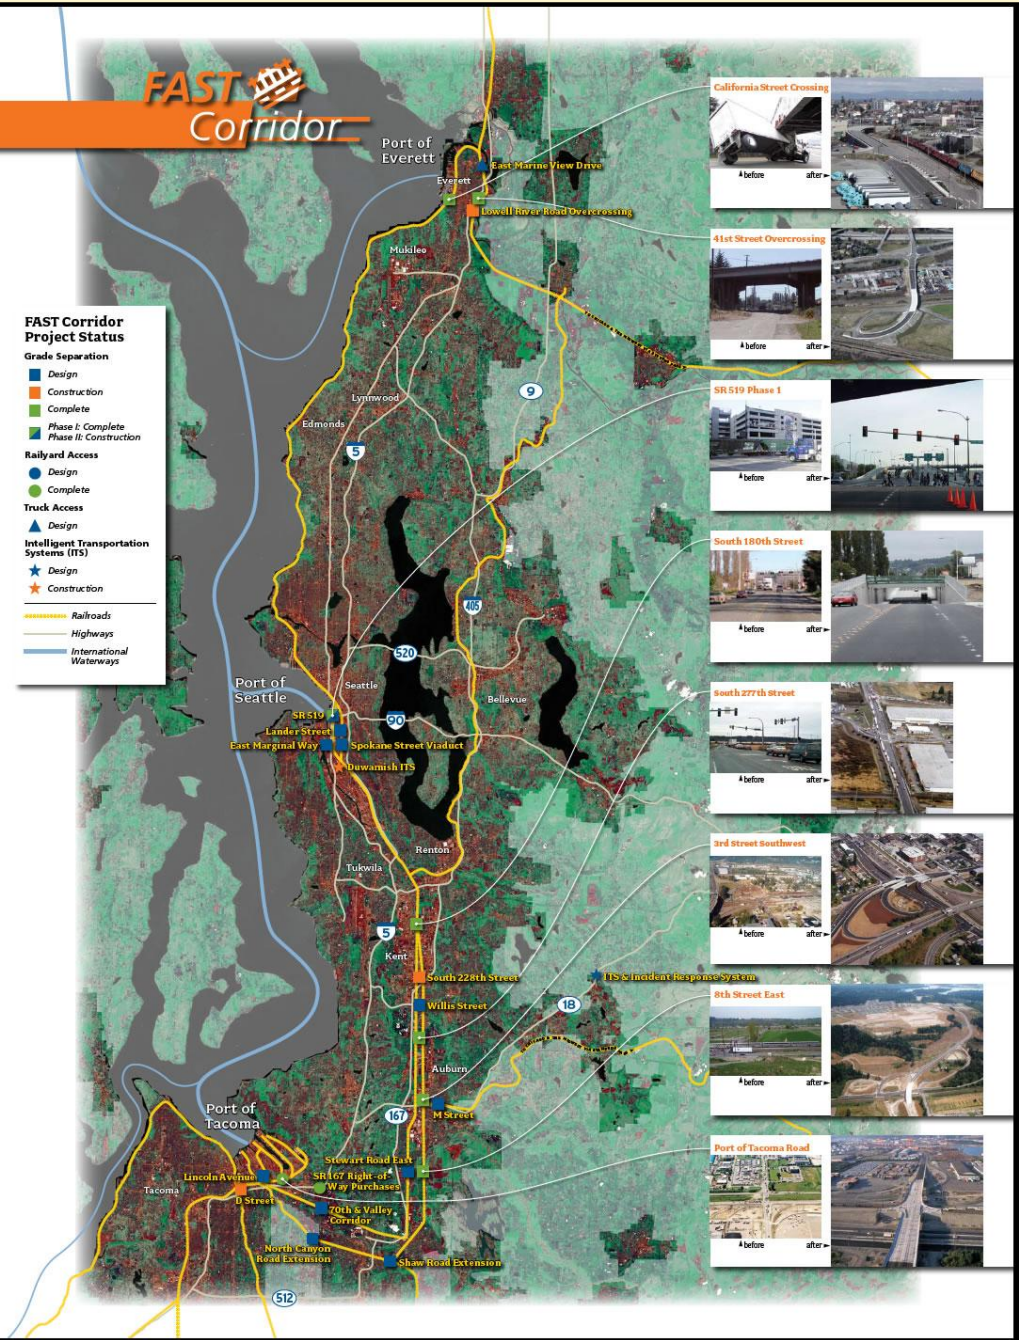 FAST
Corridor
Port of
Everett
East Marine View Drive
Everett
Lowell River Road Overcrossing
Mukileo
9
Lynnwood
Edmonds
5
405
520
Port of
Seattle
Seattle
Bellevue
SR 519
90
Lander Street
East Marginal Way
Spokane Street Viaduct
Duwamish ITS
Renton
Tukwila
5
Kent
South 228th Street
ITS & Incident Response System
Willis Street
18
Auburn
Port of
Tacoma
167
M Street
Stewart Road East
Lincoln Avenue
SR 167 Right-of-
Way Purchases
Tacoma
D Street
70th & Valley
Corridor
North Canyon
Road Extension
Shaw Road Extension
512
FAST Corridor
Project Status
Grade Separation
Design
Construction
Complete
Phase I: Complete
Phase II: Construction
Railyard Access
Design
Complete
Truck Access
Design
Intelligent Transportation
Systems (ITS)
Design
Construction
Railroads
Highways
International
Waterways
California Street Crossing
before after
41st Street Overcrossing
before after
SR 519 Phase 1
before after
South 180th Street
before after
South 277th Street
before after
3rd Street Southwest
before after
8th Street East
before after
Port of Tacoma Road
before after